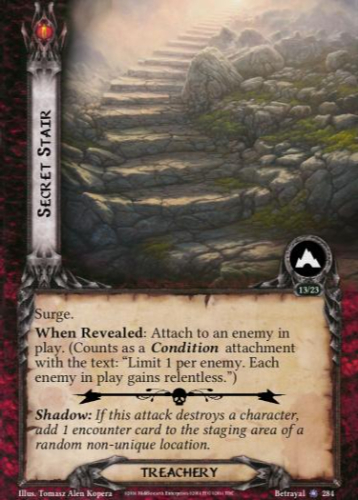 SECRET STAIR
13/23
Surge.
When Revealed: Attach to an enemy in
play. (Counts as a Condition attachment
with the text: “Limit 1 per enemy. Each
enemy in play gains relentless.”)
Shadow: If this attack destroys a character,
add 1 encounter card to the staging area of a
random non-unique location.
TREACHERY
Illus. Tomasz Alen Kopera
Betrayal 284